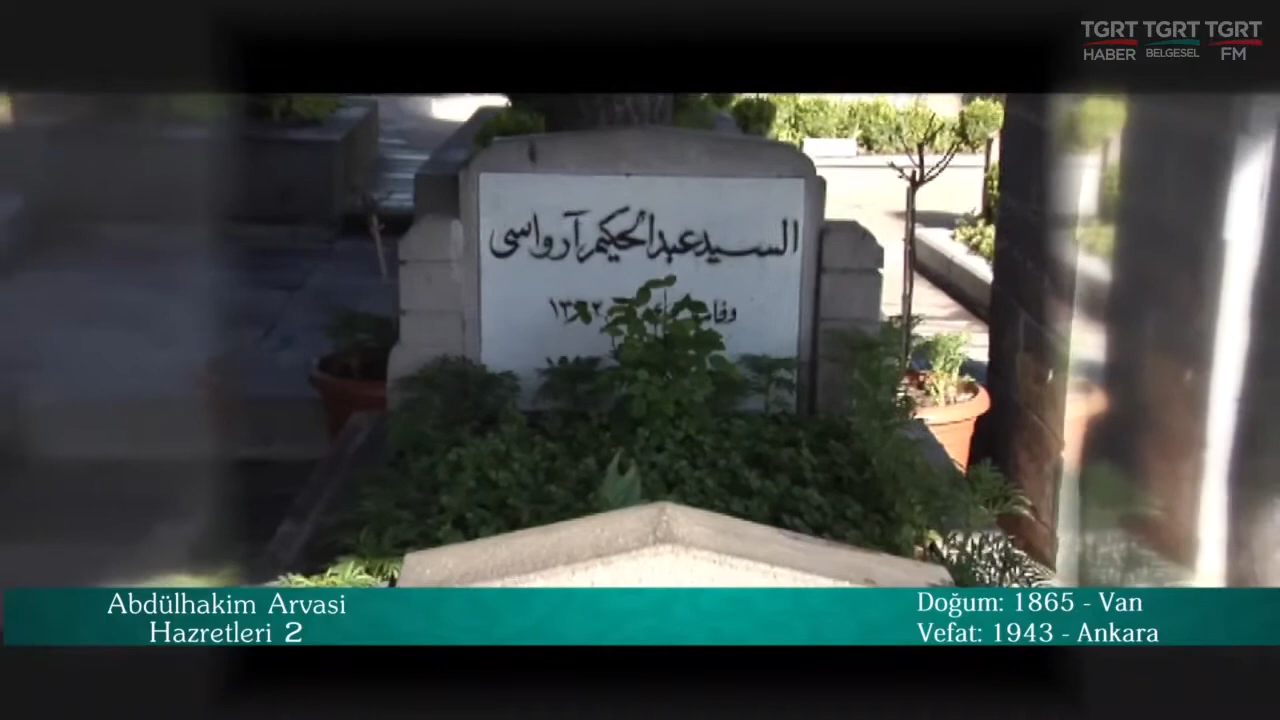 TGRT TGRT TGRT
HABER BELGESEL FM
السيد عبدالحكيم آرواسى
Abdülhakim Arvasi
Hazretleri 2
Doğum: 1865 - Van
Vefat: 1943 - Ankara